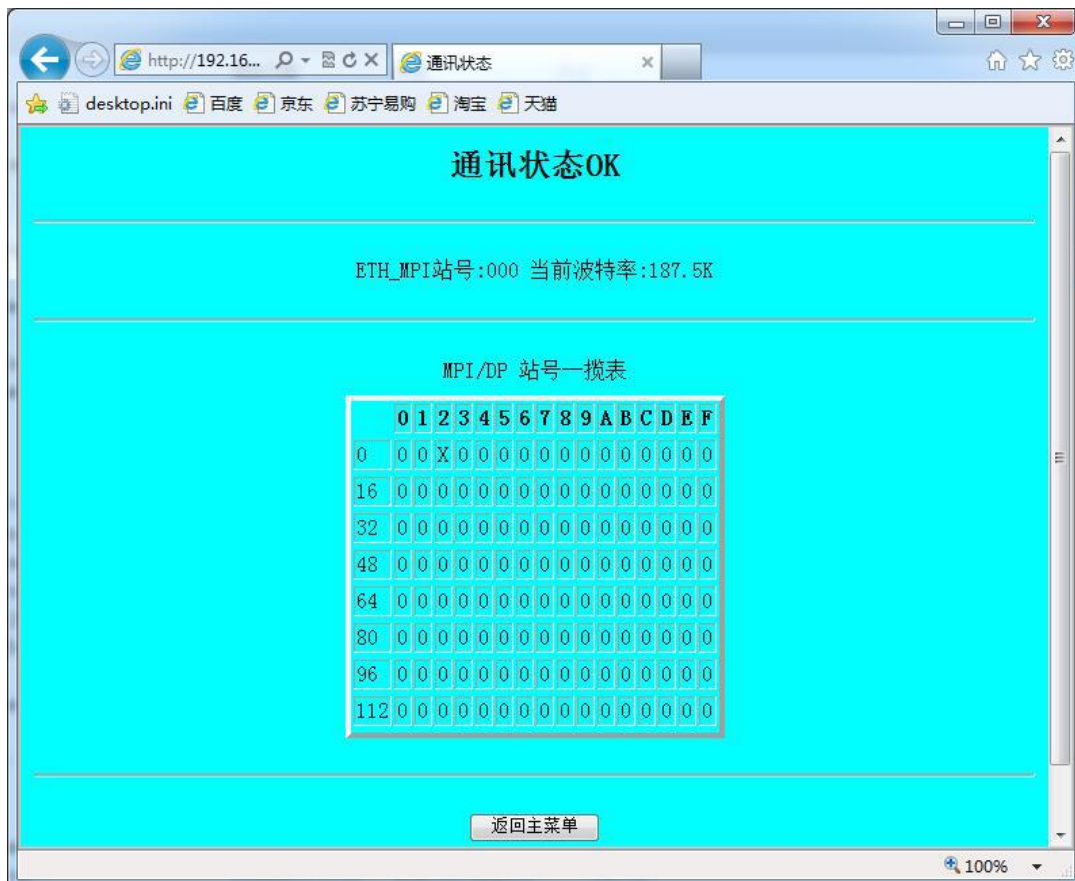 http://192.16...
通讯状态
desktop.ini 百度 京东 苏宁易购 淘宝 天猫
通讯状态OK
ETH_MPI站号:000 当前波特率:187.5K
MPI/DP 站号一揽表
0 1 2 3 4 5 6 7 8 9 A B C D E F
0 0 0 X 0 0 0 0 0 0 0 0 0 0 0 0 0
16 0 0 0 0 0 0 0 0 0 0 0 0 0 0 0 0
32 0 0 0 0 0 0 0 0 0 0 0 0 0 0 0 0
48 0 0 0 0 0 0 0 0 0 0 0 0 0 0 0 0
64 0 0 0 0 0 0 0 0 0 0 0 0 0 0 0 0
80 0 0 0 0 0 0 0 0 0 0 0 0 0 0 0 0
96 0 0 0 0 0 0 0 0 0 0 0 0 0 0 0 0
112 0 0 0 0 0 0 0 0 0 0 0 0 0 0 0 0
返回主菜单
100%